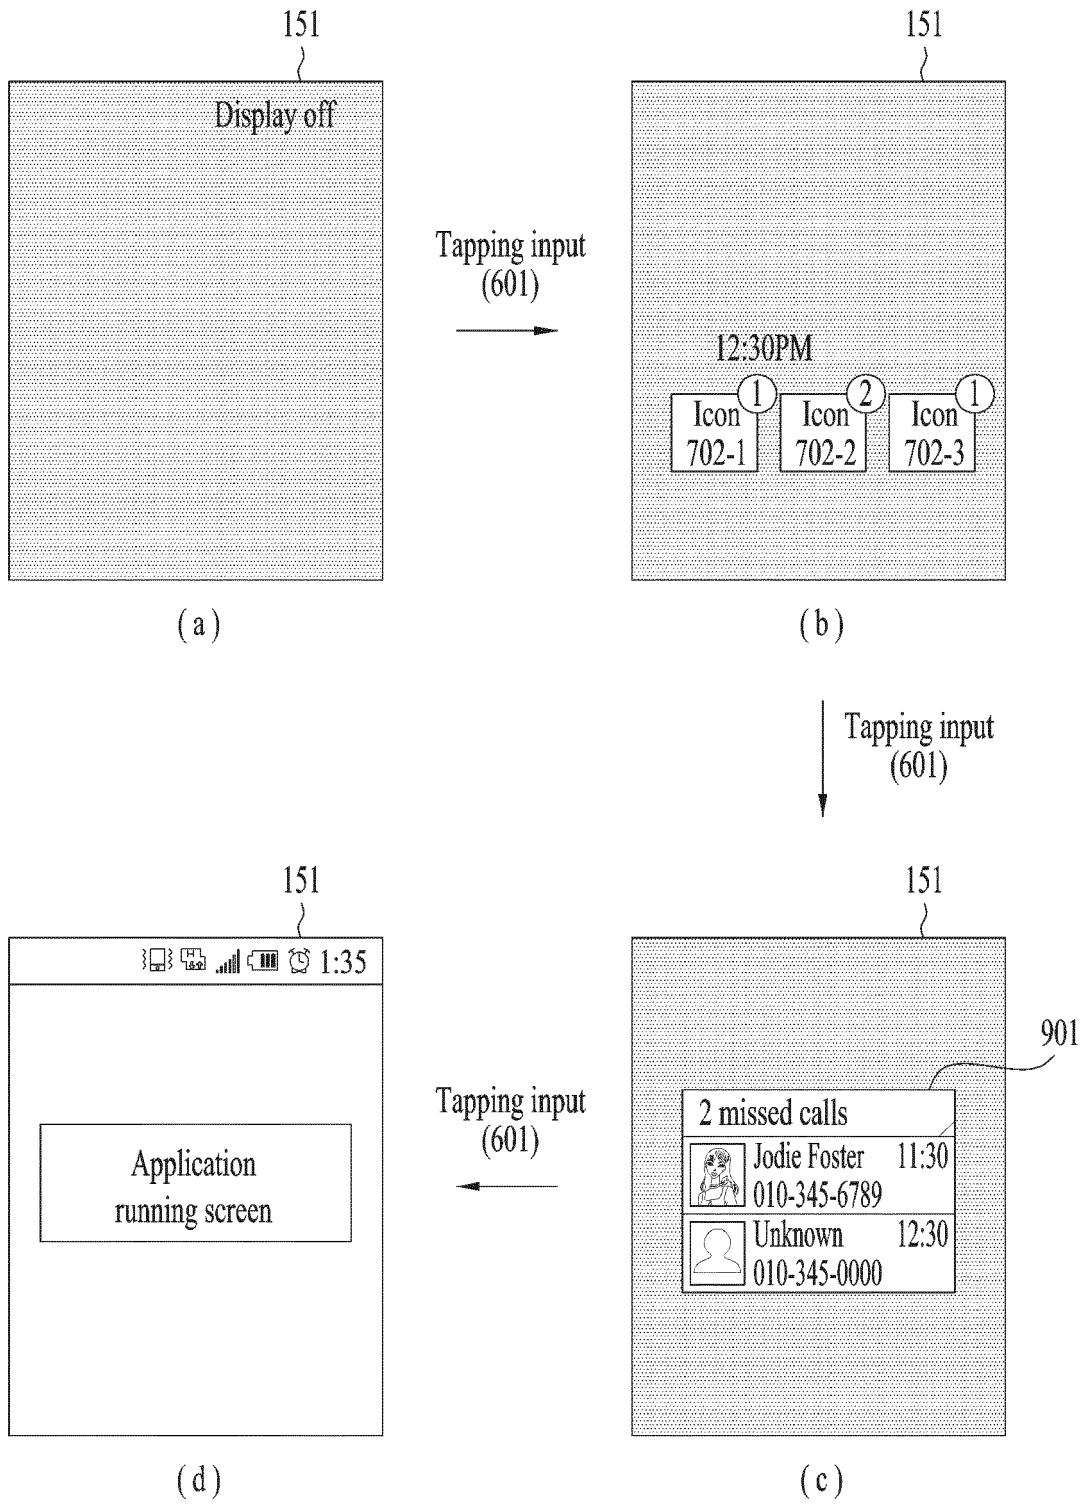 151
151
Display off
Tapping input
(601)
12:30PM
1
2
1
Icon
702-1
Icon
702-2
Icon
702-3
(a)
(b)
Tapping input
(601)
151
151
H
1:35
901
Tapping input
(601)
2 missed calls
Jodie Foster 11:30
010-345-6789
Unknown 12:30
010-345-0000
Application
running screen
(d)
(c)